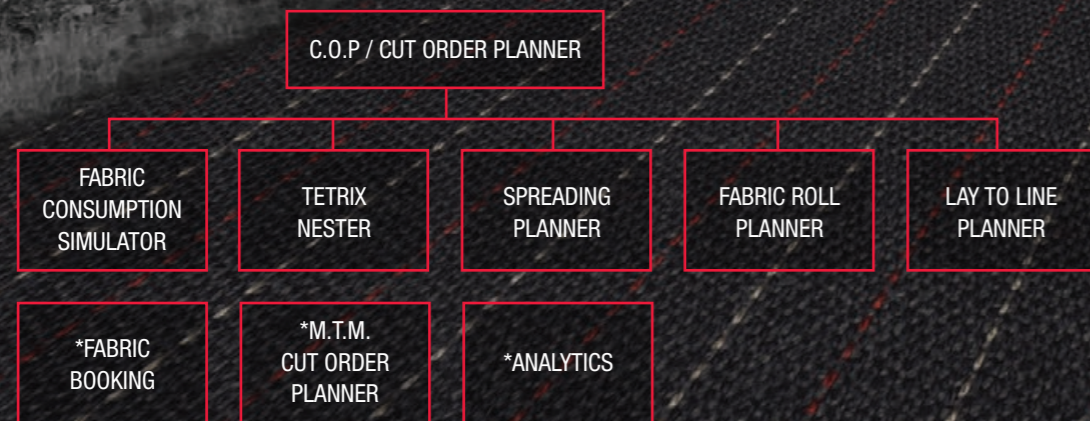 C.O.P / CUT ORDER PLANNER
FABRIC
CONSUMPTION
SIMULATOR
TETRIX
NESTER
SPREADING
PLANNER
FABRIC ROLL
PLANNER
LAY TO LINE
PLANNER
*FABRIC
BOOKING
*M.T.M.
CUT ORDER
PLANNER
*ANALYTICS